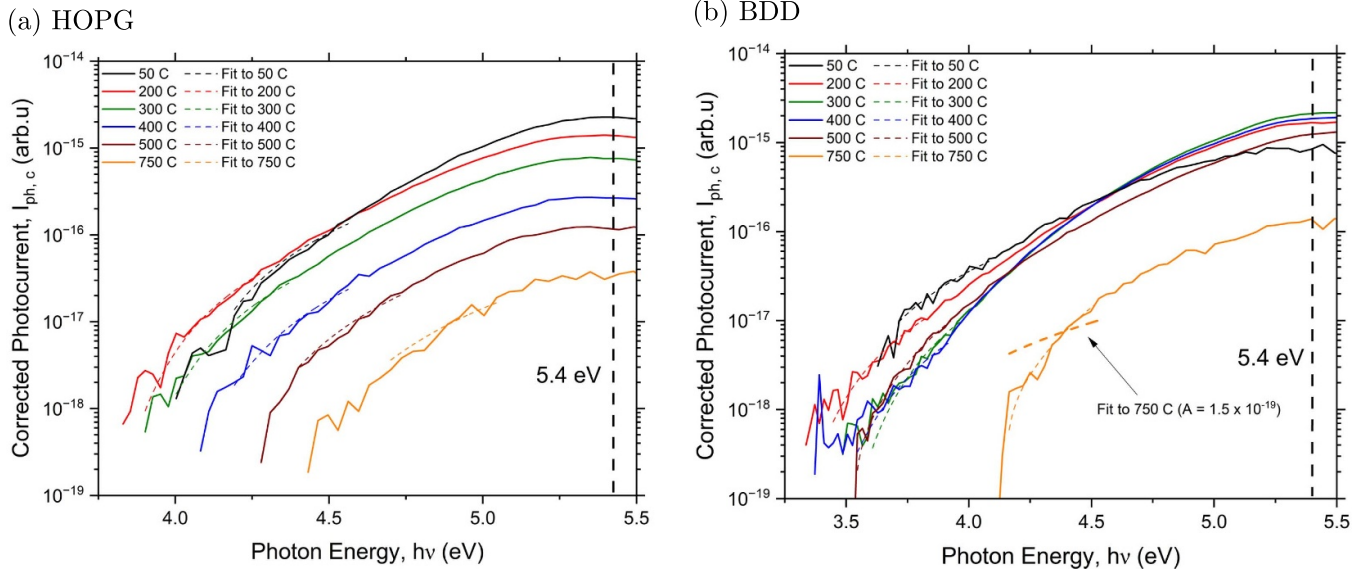 (a) HOPG
10⁻¹⁴
10⁻¹⁵
10⁻¹⁶
10⁻¹⁷
10⁻¹⁸
10⁻¹⁹
Corrected Photocurrent, I_ph, c (arb.u)
50 C Fit to 50 C
200 C Fit to 200 C
300 C Fit to 300 C
400 C Fit to 400 C
500 C Fit to 500 C
750 C Fit to 750 C
5.4 eV
4.0 4.5 5.0 5.5
Photon Energy, hν (eV)
(b) BDD
10⁻¹⁴
10⁻¹⁵
10⁻¹⁶
10⁻¹⁷
10⁻¹⁸
10⁻¹⁹
Corrected Photocurrent, I_ph, c (arb.u)
50 C Fit to 50 C
200 C Fit to 200 C
300 C Fit to 300 C
400 C Fit to 400 C
500 C Fit to 500 C
750 C Fit to 750 C
5.4 eV
Fit to 750 C (A = 1.5 x 10⁻¹⁹)
3.5 4.0 4.5 5.0 5.5
Photon Energy, hν (eV)